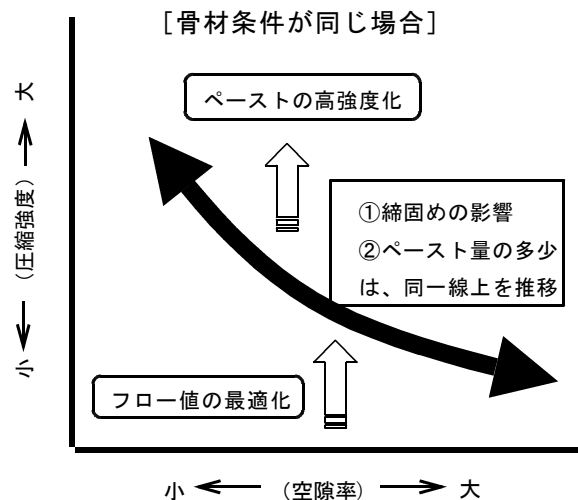 [骨材条件が同じ場合]
ペーストの高強度化
①締固めの影響
②ペースト量の多少
は、同一線上を推移
フロー値の最適化
小 (圧縮強度) 大
小 (空隙率) 大